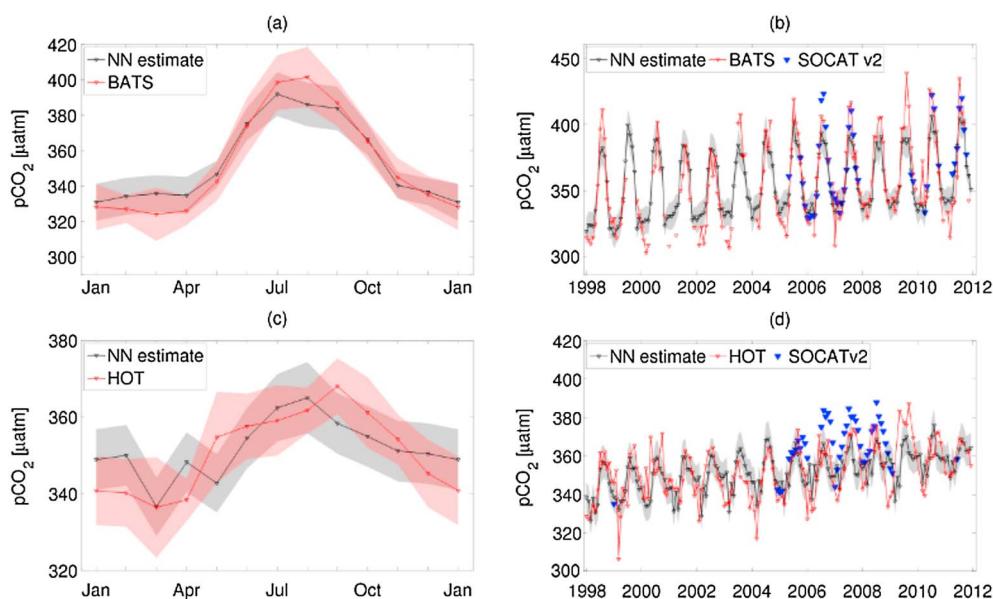 (a)
NN estimate
BATS
pCO2 [µatm]
420
400
380
360
340
320
300
Jan Apr Jul Oct Jan
(b)
NN estimate BATS SOCAT v2
pCO2 [µatm]
450
400
350
300
1998 2000 2002 2004 2006 2008 2010 2012
(c)
NN estimate
HOT
pCO2 [µatm]
380
360
340
320
Jan Apr Jul Oct Jan
(d)
NN estimate HOT SOCATv2
pCO2 [µatm]
420
400
380
360
340
320
300
1998 2000 2002 2004 2006 2008 2010 2012